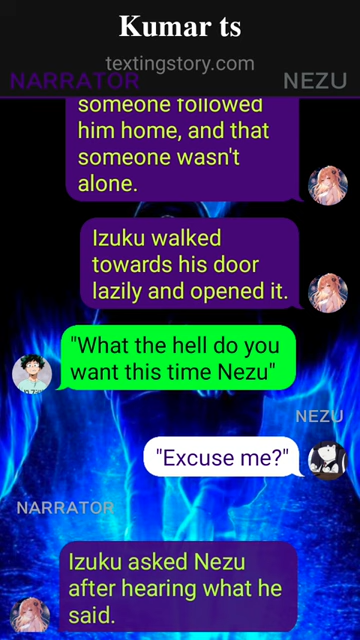 Kumar ts
textingstory.com
NARRATOR
NEZU
someone followed
him home, and that
someone wasn't
alone.
Izuku walked
towards his door
lazily and opened it.
"What the hell do you
want this time Nezu"
NEZU
"Excuse me?"
NARRATOR
Izuku asked Nezu
after hearing what he
said.